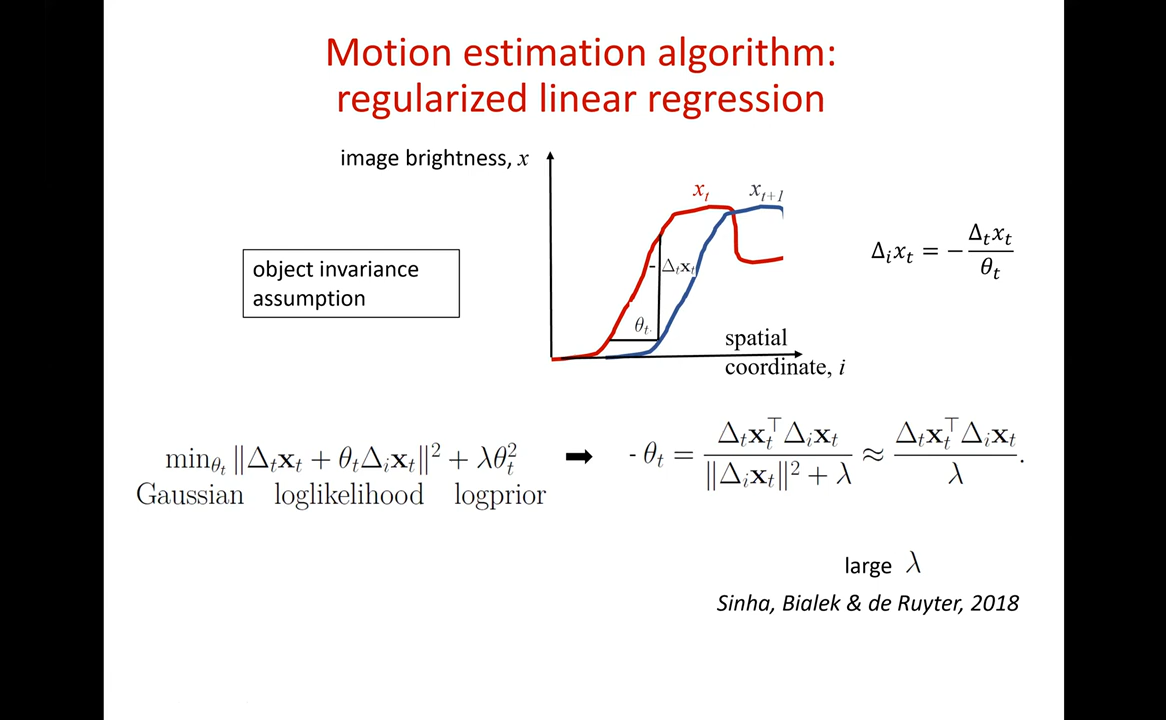 Motion estimation algorithm:
regularized linear regression
image brightness, x
x_t
x_{t+1}
object invariance
assumption
- Δ_t x_t
θ_t
Δ_i x_t = - Δ_t x_t / θ_t
spatial
coordinate, i
min_{θ_t} ‖Δ_t x_t + θ_t Δ_i x_t‖² + λθ_t²
Gaussian loglikelihood logprior
- θ_t = Δ_t x_t^⊤ Δ_i x_t / (‖Δ_i x_t‖² + λ) ≈ Δ_t x_t^⊤ Δ_i x_t / λ .
large λ
Sinha, Bialek & de Ruyter, 2018